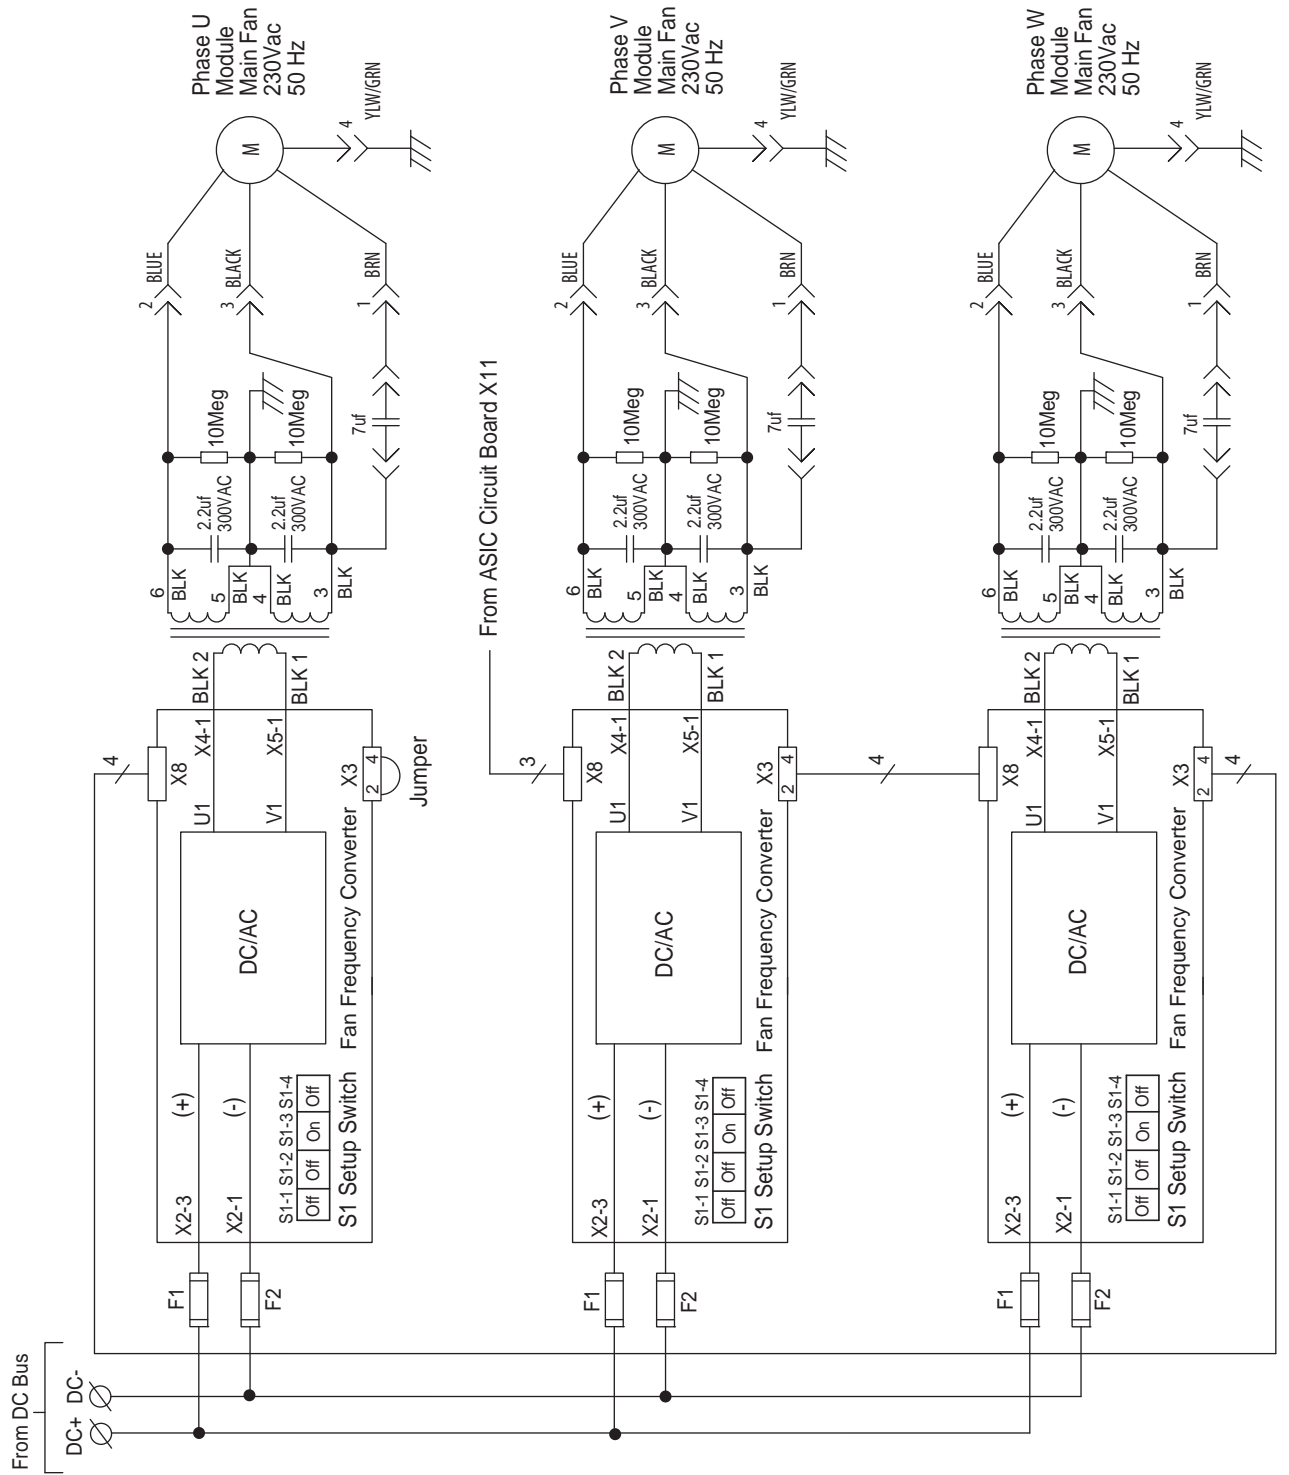 From DC Bus
DC+
DC-
F1
F2
X2-3
X2-1
(+)
(-)
S1-1 S1-2 S1-3 S1-4
Off Off On Off
S1 Setup Switch
Fan Frequency Converter
DC/AC
U1
V1
X4-1
X5-1
X8
4
X3
2 4
Jumper
BLK 2
BLK 1
6
BLK
5
BLK
4
BLK
3
BLK
2.2uf
300VAC
2.2uf
300VAC
10Meg
10Meg
7uf
2
BLUE
3
BLACK
1
BRN
M
4
YLW/GRN
Phase U
Module
Main Fan
230Vac
50 Hz
F1
F2
X2-3
X2-1
(+)
(-)
S1-1 S1-2 S1-3 S1-4
Off Off On Off
S1 Setup Switch
Fan Frequency Converter
DC/AC
U1
V1
X4-1
X5-1
X8
3
From ASIC Circuit Board X11
X3
2 4
4
BLK 2
BLK 1
6
BLK
5
BLK
4
BLK
3
BLK
2.2uf
300VAC
2.2uf
300VAC
10Meg
10Meg
7uf
2
BLUE
3
BLACK
1
BRN
M
4
YLW/GRN
Phase V
Module
Main Fan
230Vac
50 Hz
F1
F2
X2-3
X2-1
(+)
(-)
S1-1 S1-2 S1-3 S1-4
Off Off On Off
S1 Setup Switch
Fan Frequency Converter
DC/AC
U1
V1
X4-1
X5-1
X8
X3
2 4
4
BLK 2
BLK 1
6
BLK
5
BLK
4
BLK
3
BLK
2.2uf
300VAC
2.2uf
300VAC
10Meg
10Meg
7uf
2
BLUE
3
BLACK
1
BRN
M
4
YLW/GRN
Phase W
Module
Main Fan
230Vac
50 Hz